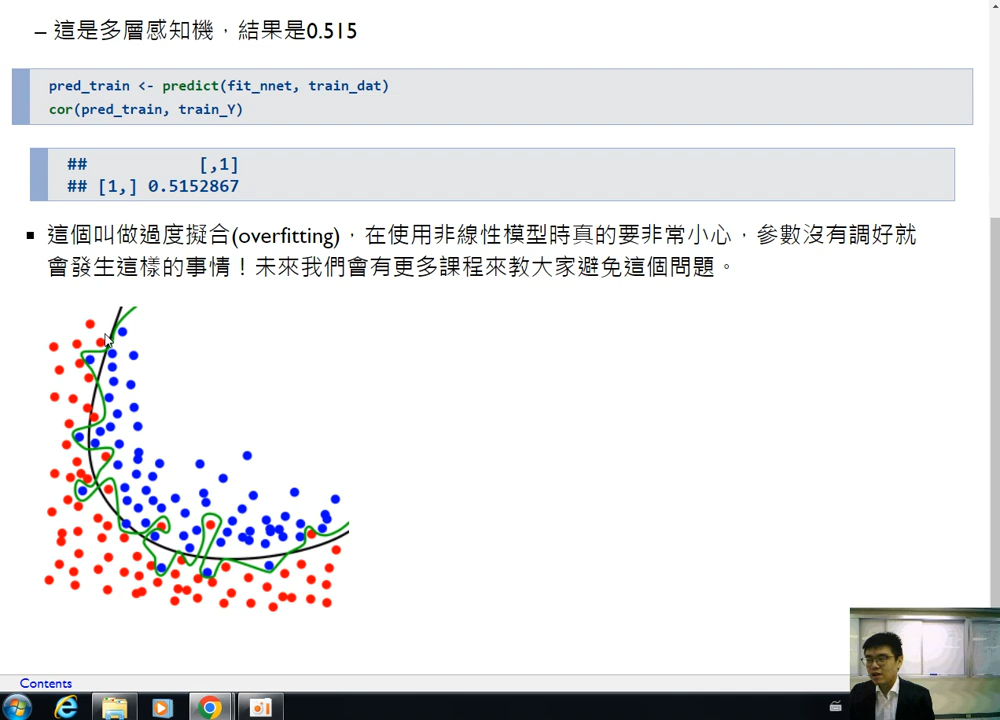 – 這是多層感知機，結果是0.515
pred_train <- predict(fit_nnet, train_dat)
cor(pred_train, train_Y)
##           [,1]
## [1,] 0.5152867
▪ 這個叫做過度擬合(overfitting)，在使用非線性模型時真的要非常小心，參數沒有調好就
會發生這樣的事情！未來我們會有更多課程來教大家避免這個問題。
Contents